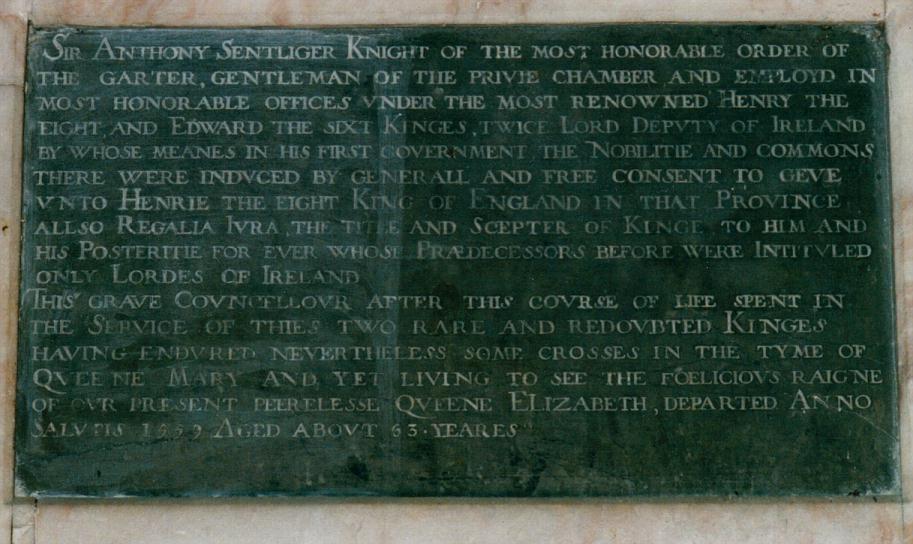 Sir Anthony Sentliger Knight of the most honorable order of
the garter, gentleman of the privie chamber and employd in
most honorable offices vnder the most renowned Henry the
eight, and Edward the sixt Kinges, twice Lord Depvty of Ireland
by whose meanes in his first government the Nobilitie and commons
there were indvced by generall and free consent to geve
vnto Henrie the eight King of England in that Province
allso Regalia Ivra, the title and Scepter of Kinge, to him and
his Posteritie for ever whose Prædecessors before were Intitvled
only Lordes of Ireland
This grave Covncellovr after this covrse of life spent in
the Service of thies two rare and redovbted Kinges
having endvred neverthelesse some crosses in the tyme of
Qveene Mary and yet living to see the foeliciovs raigne
of ovr present peerelesse Qveene Elizabeth, departed Anno
Salvtis 1559 Aged abovt 63 yeares